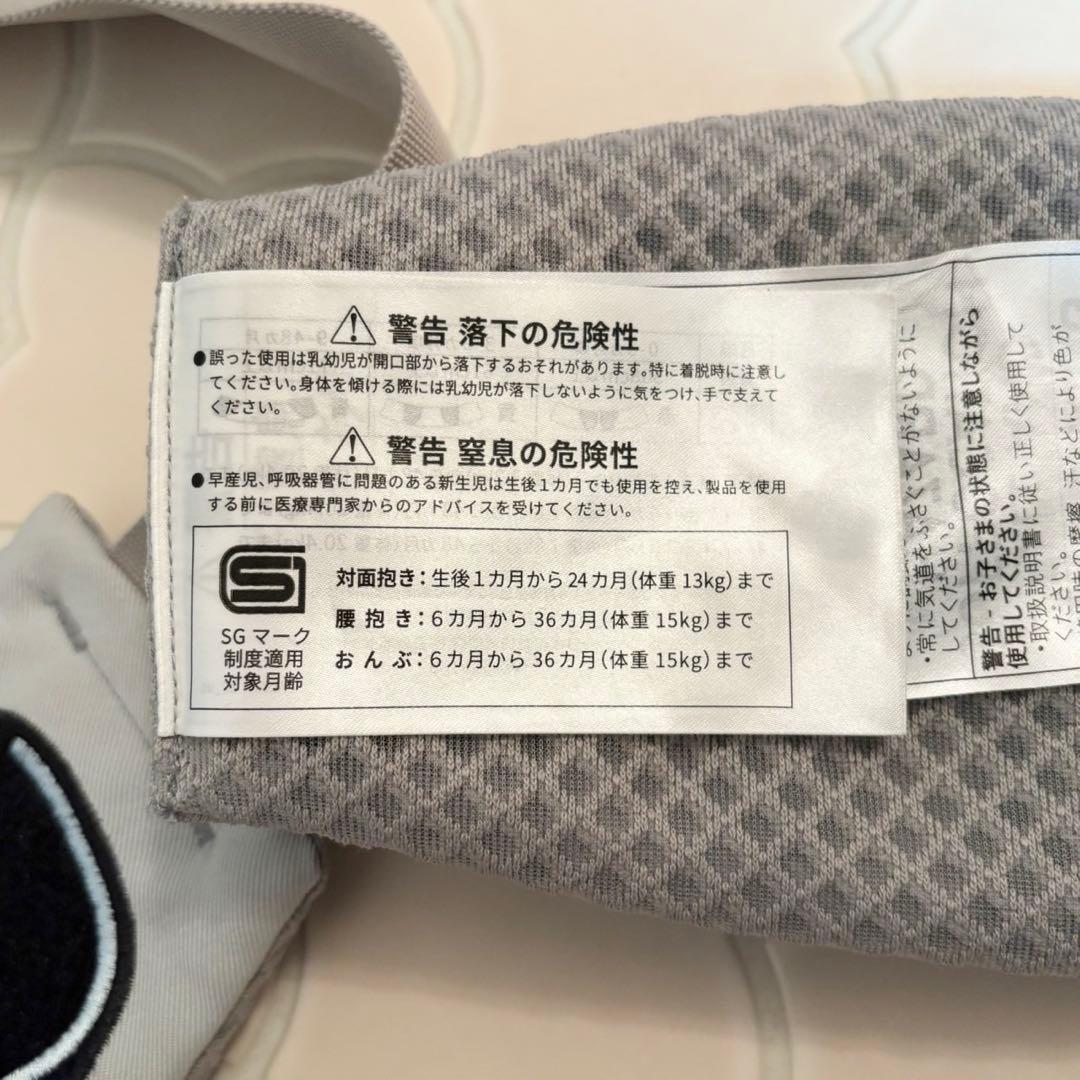 警告 落下の危険性
●誤った使用は乳幼児が開口部から落下するおそれがあります。特に着脱時に注意し
てください。身体を傾ける際には乳幼児が落下しないように気をつけ、手で支えて
ください。
警告 窒息の危険性
●早産児、呼吸器管に問題のある新生児は生後1カ月でも使用を控え、製品を使用
する前に医療専門家からのアドバイスを受けてください。
SG マーク
制度適用
対象月齢
対面抱き：生後1カ月から24カ月(体重 13kg)まで
腰 抱 き：6カ月から 36カ月(体重 15kg)まで
お ん ぶ：6カ月から 36カ月(体重 15kg)まで
・常に気道をふさぐことがないように
してください。
警告 - お子さまの状態に注意しながら
使用してください。
・取扱説明書に従い正しく使用して
ください。
汗などにより色が